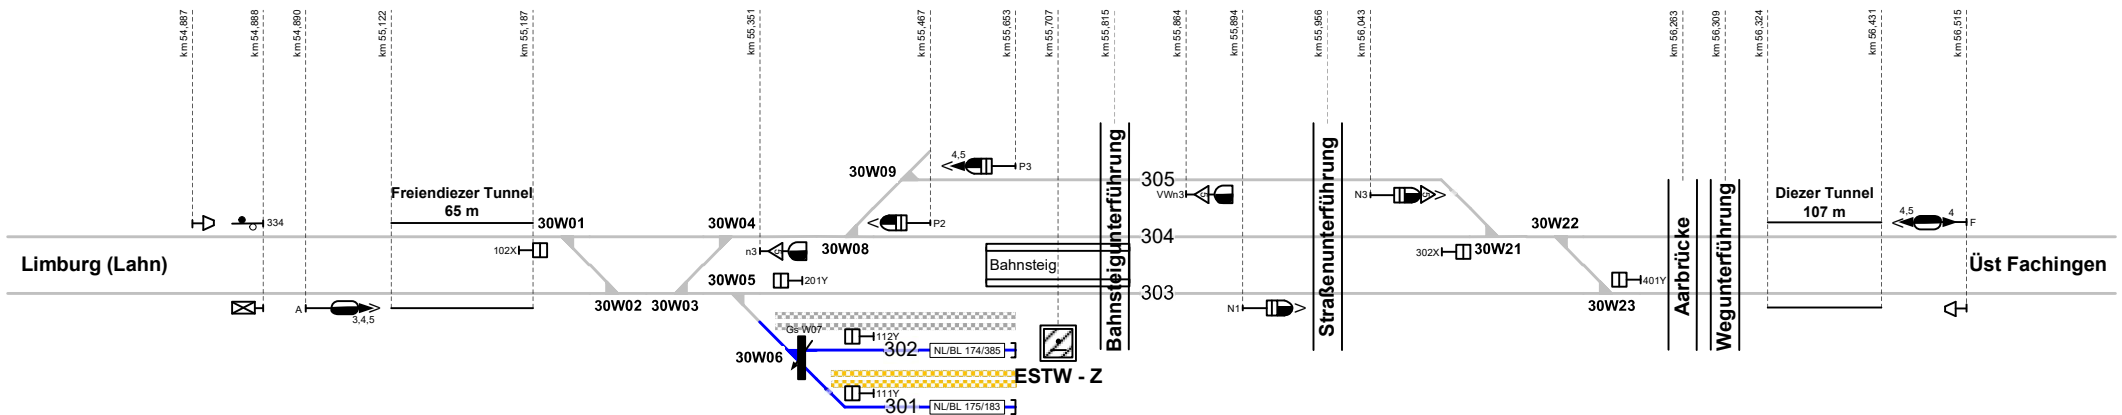 km 54,887
km 54,888
km 54,890
km 55,122
km 55,187
km 55,351
km 55,467
km 55,653
km 55,707
km 55,815
km 55,864
km 55,894
km 55,956
km 56,043
km 56,263
km 56,309
km 56,324
km 56,431
km 56,515
Limburg (Lahn)
334
A
3,4,5
Freiendiezer Tunnel
65 m
102X
30W01
30W02
30W03
30W04
30W05
n3
5
201Y
30W08
30W09
4,5
P3
P2
Bahnsteig
Bahnsteigunterführung
305
304
303
Gs W07
30W06
112Y
302
NL/BL 174/385
111Y
301
NL/BL 175/183
ESTW - Z
VWn3
5
N1
Straßenunterführung
N3
5
302X
30W21
30W22
30W23
401Y
Aarbrücke
Wegunterführung
Diezer Tunnel
107 m
4,5
4
F
Üst Fachingen